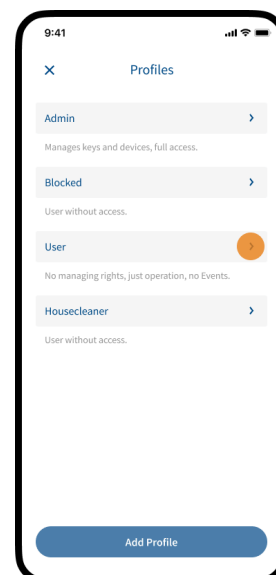 9:41
Profiles
Admin
Manages keys and devices, full access.
Blocked
User without access.
User
No managing rights, just operation, no Events.
Housecleaner
User without access.
Add Profile